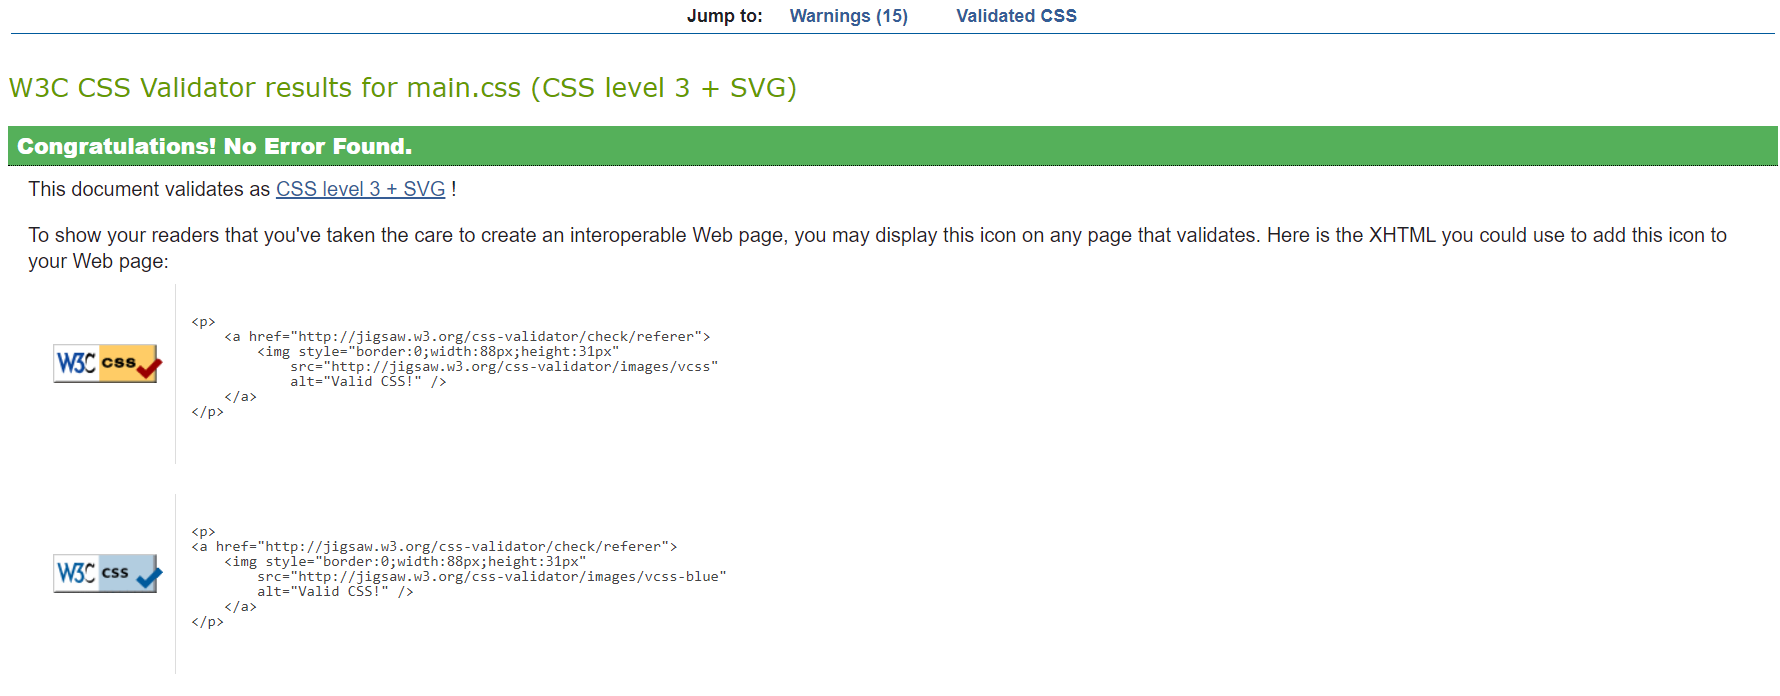 Jump to: Warnings (15) Validated CSS
W3C CSS Validator results for main.css (CSS level 3 + SVG)
Congratulations! No Error Found.
This document validates as CSS level 3 + SVG !
To show your readers that you've taken the care to create an interoperable Web page, you may display this icon on any page that validates. Here is the XHTML you could use to add this icon to
your Web page:
<p>
<a href="http://jigsaw.w3.org/css-validator/check/referer">
<img style="border:0;width:88px;height:31px"
W3C css
src="http://jigsaw.w3.org/css-validator/images/vcss"
alt="Valid CSS!" />
</a>
</p>
<p>
<a href="http://jigsaw.w3.org/css-validator/check/referer">
<img style="border:0;width:88px;height:31px"
W3C css
src="http://jigsaw.w3.org/css-validator/images/vcss-blue"
alt="Valid CSS!" />
</a>
</p>